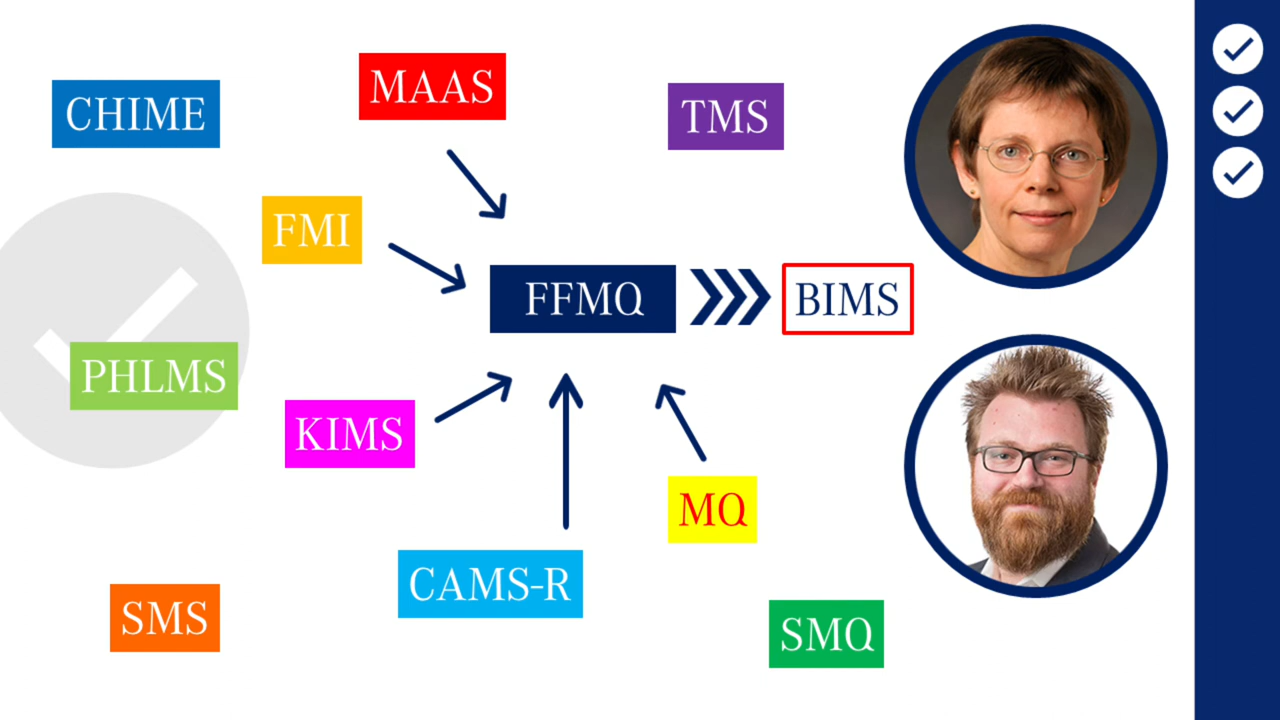 MAAS
CHIME
TMS
FMI
FFMQ
BIMS
PHLMS
KIMS
MQ
CAMS-R
SMS
SMQ